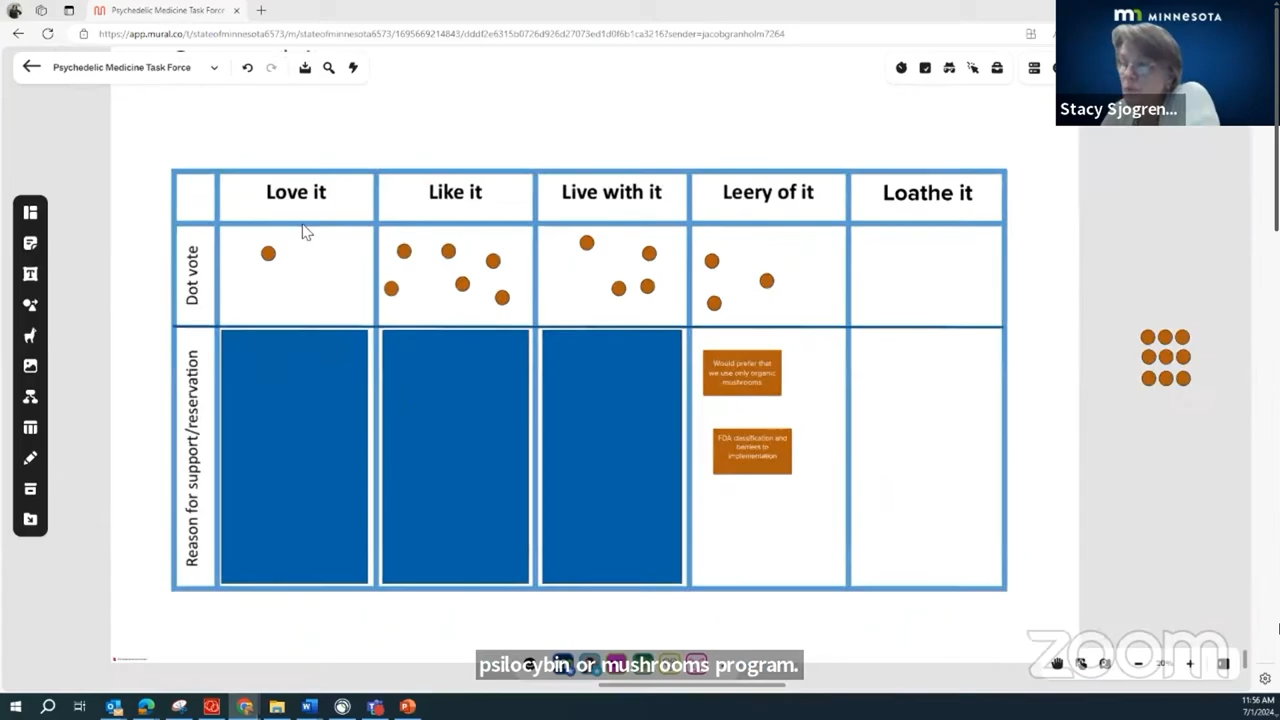 Psychedelic Medicine Task Force
https://app.mural.co/t/stateofminnesota6573/m/stateofminnesota6573/1695669214843/dddf2e6315b0726d926d27073ed1d0f6b1ca3216?sender=jacobgranholm7264
Psychedelic Medicine Task Force
MINNESOTA
Stacy Sjogren...
Love it
Like it
Live with it
Leery of it
Loathe it
Dot vote
Reason for support/reservation
Would prefer that
we use only organic
mushrooms
FDA classification and
barriers to
implementation
psilocybin or mushrooms program.
zoom
11:56 AM
7/1/2024